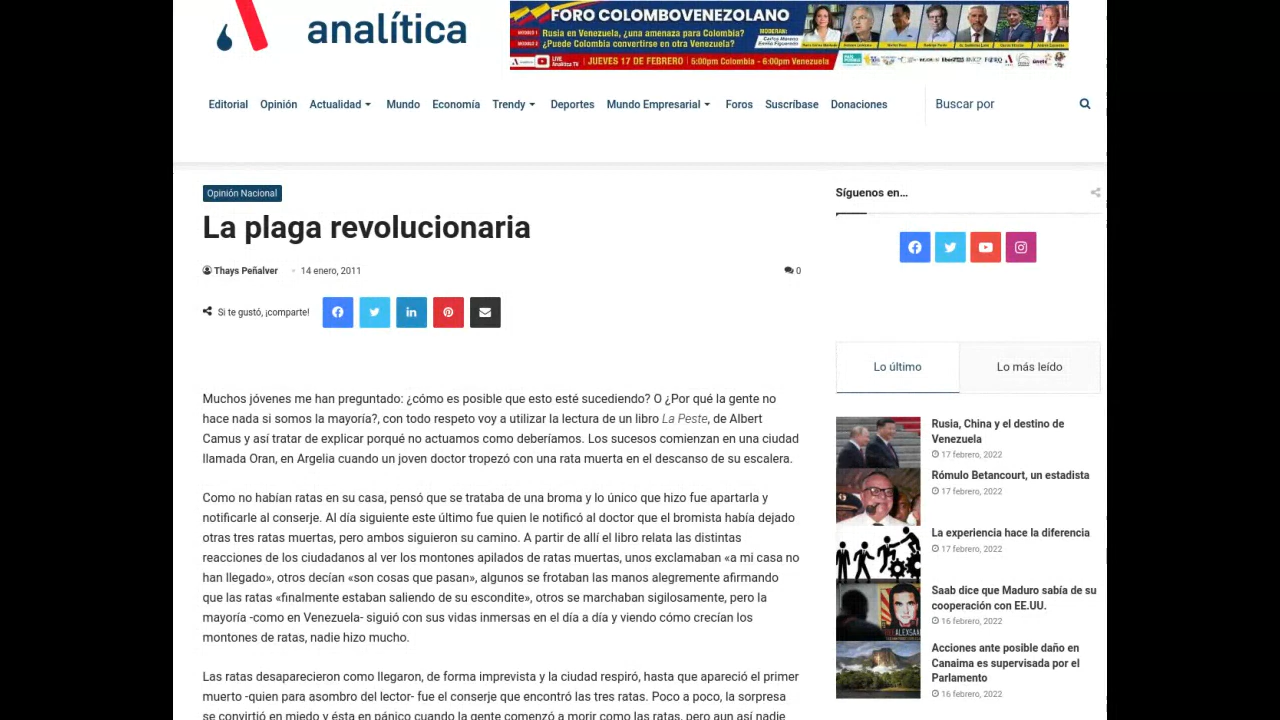 analítica
FORO COLOMBOVENEZOLANO
MÓDULO 1 Rusia en Venezuela, ¿una amenaza para Colombia?
MÓDULO 2 ¿Puede Colombia convertirse en otra Venezuela?
MODERAN:
LIVE
Analítica TV
JUEVES 17 DE FEBRERO | 5:00pm Colombia - 6:00pm Venezuela
Editorial Opinión Actualidad Mundo Economía Trendy Deportes Mundo Empresarial Foros Suscríbase Donaciones
Buscar por
Opinión Nacional
La plaga revolucionaria
Thays Peñalver 14 enero, 2011
0
Si te gustó, ¡comparte!
Muchos jóvenes me han preguntado: ¿cómo es posible que esto esté sucediendo? O ¿Por qué la gente no
hace nada si somos la mayoría?, con todo respeto voy a utilizar la lectura de un libro La Peste, de Albert
Camus y así tratar de explicar porqué no actuamos como deberíamos. Los sucesos comienzan en una ciudad
llamada Oran, en Argelia cuando un joven doctor tropezó con una rata muerta en el descanso de su escalera.
Como no habían ratas en su casa, pensó que se trataba de una broma y lo único que hizo fue apartarla y
notificarle al conserje. Al día siguiente este último fue quien le notificó al doctor que el bromista había dejado
otras tres ratas muertas, pero ambos siguieron su camino. A partir de allí el libro relata las distintas
reacciones de los ciudadanos al ver los montones apilados de ratas muertas, unos exclamaban «a mi casa no
han llegado», otros decían «son cosas que pasan», algunos se frotaban las manos alegremente afirmando
que las ratas «finalmente estaban saliendo de su escondite», otros se marchaban sigilosamente, pero la
mayoría -como en Venezuela- siguió con sus vidas inmersas en el día a día y viendo cómo crecían los
montones de ratas, nadie hizo mucho.
Las ratas desaparecieron como llegaron, de forma imprevista y la ciudad respiró, hasta que apareció el primer
muerto -quien para asombro del lector- fue el conserje que encontró las tres ratas. Poco a poco, la sorpresa
se convirtió en miedo y ésta en pánico cuando la gente comenzó a morir como las ratas, pero aun así nadie
Síguenos en...
Lo último
Lo más leído
Rusia, China y el destino de
Venezuela
17 febrero, 2022
Rómulo Betancourt, un estadista
17 febrero, 2022
La experiencia hace la diferencia
17 febrero, 2022
Saab dice que Maduro sabía de su
cooperación con EE.UU.
16 febrero, 2022
Acciones ante posible daño en
Canaima es supervisada por el
Parlamento
16 febrero, 2022